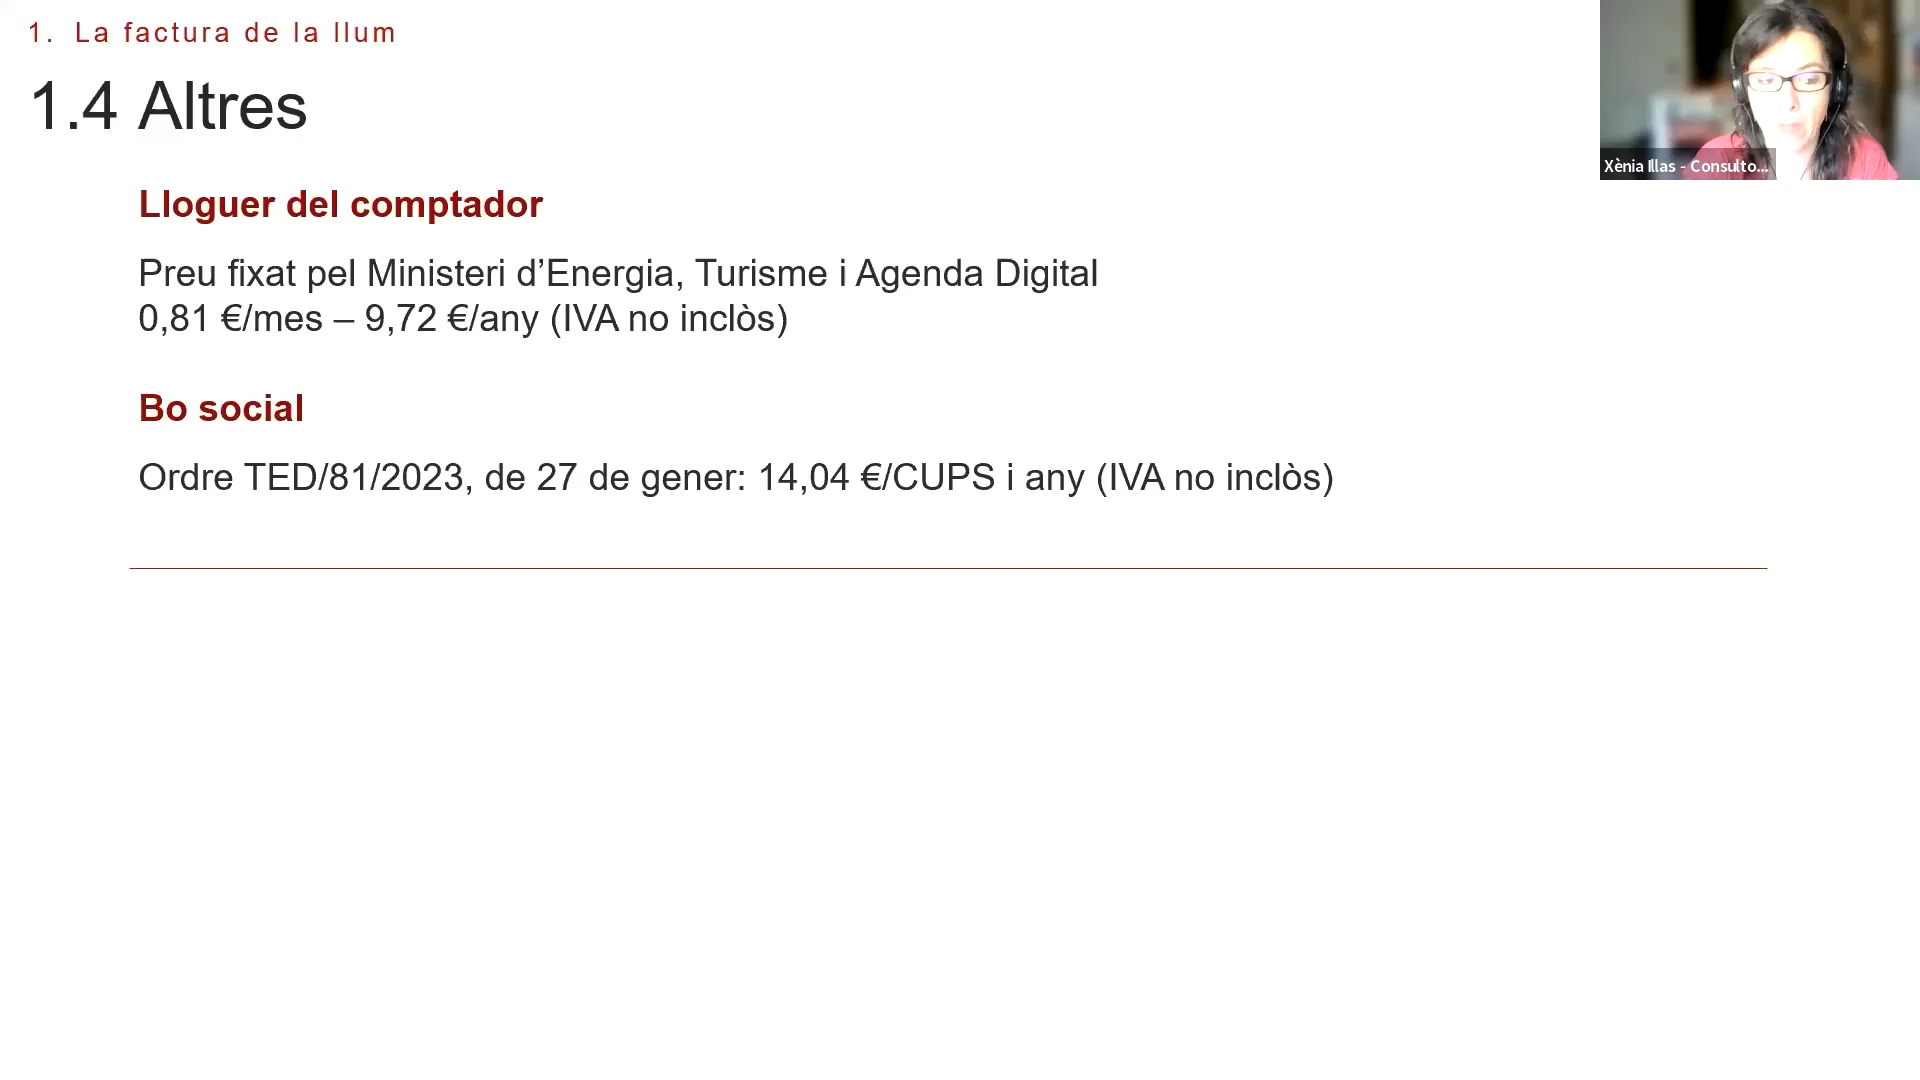 1. La factura de la llum
1.4 Altres
Lloguer del comptador
Preu fixat pel Ministeri d’Energia, Turisme i Agenda Digital
0,81 €/mes – 9,72 €/any (IVA no inclòs)
Bo social
Ordre TED/81/2023, de 27 de gener: 14,04 €/CUPS i any (IVA no inclòs)
Xènia Illas - Consulto...